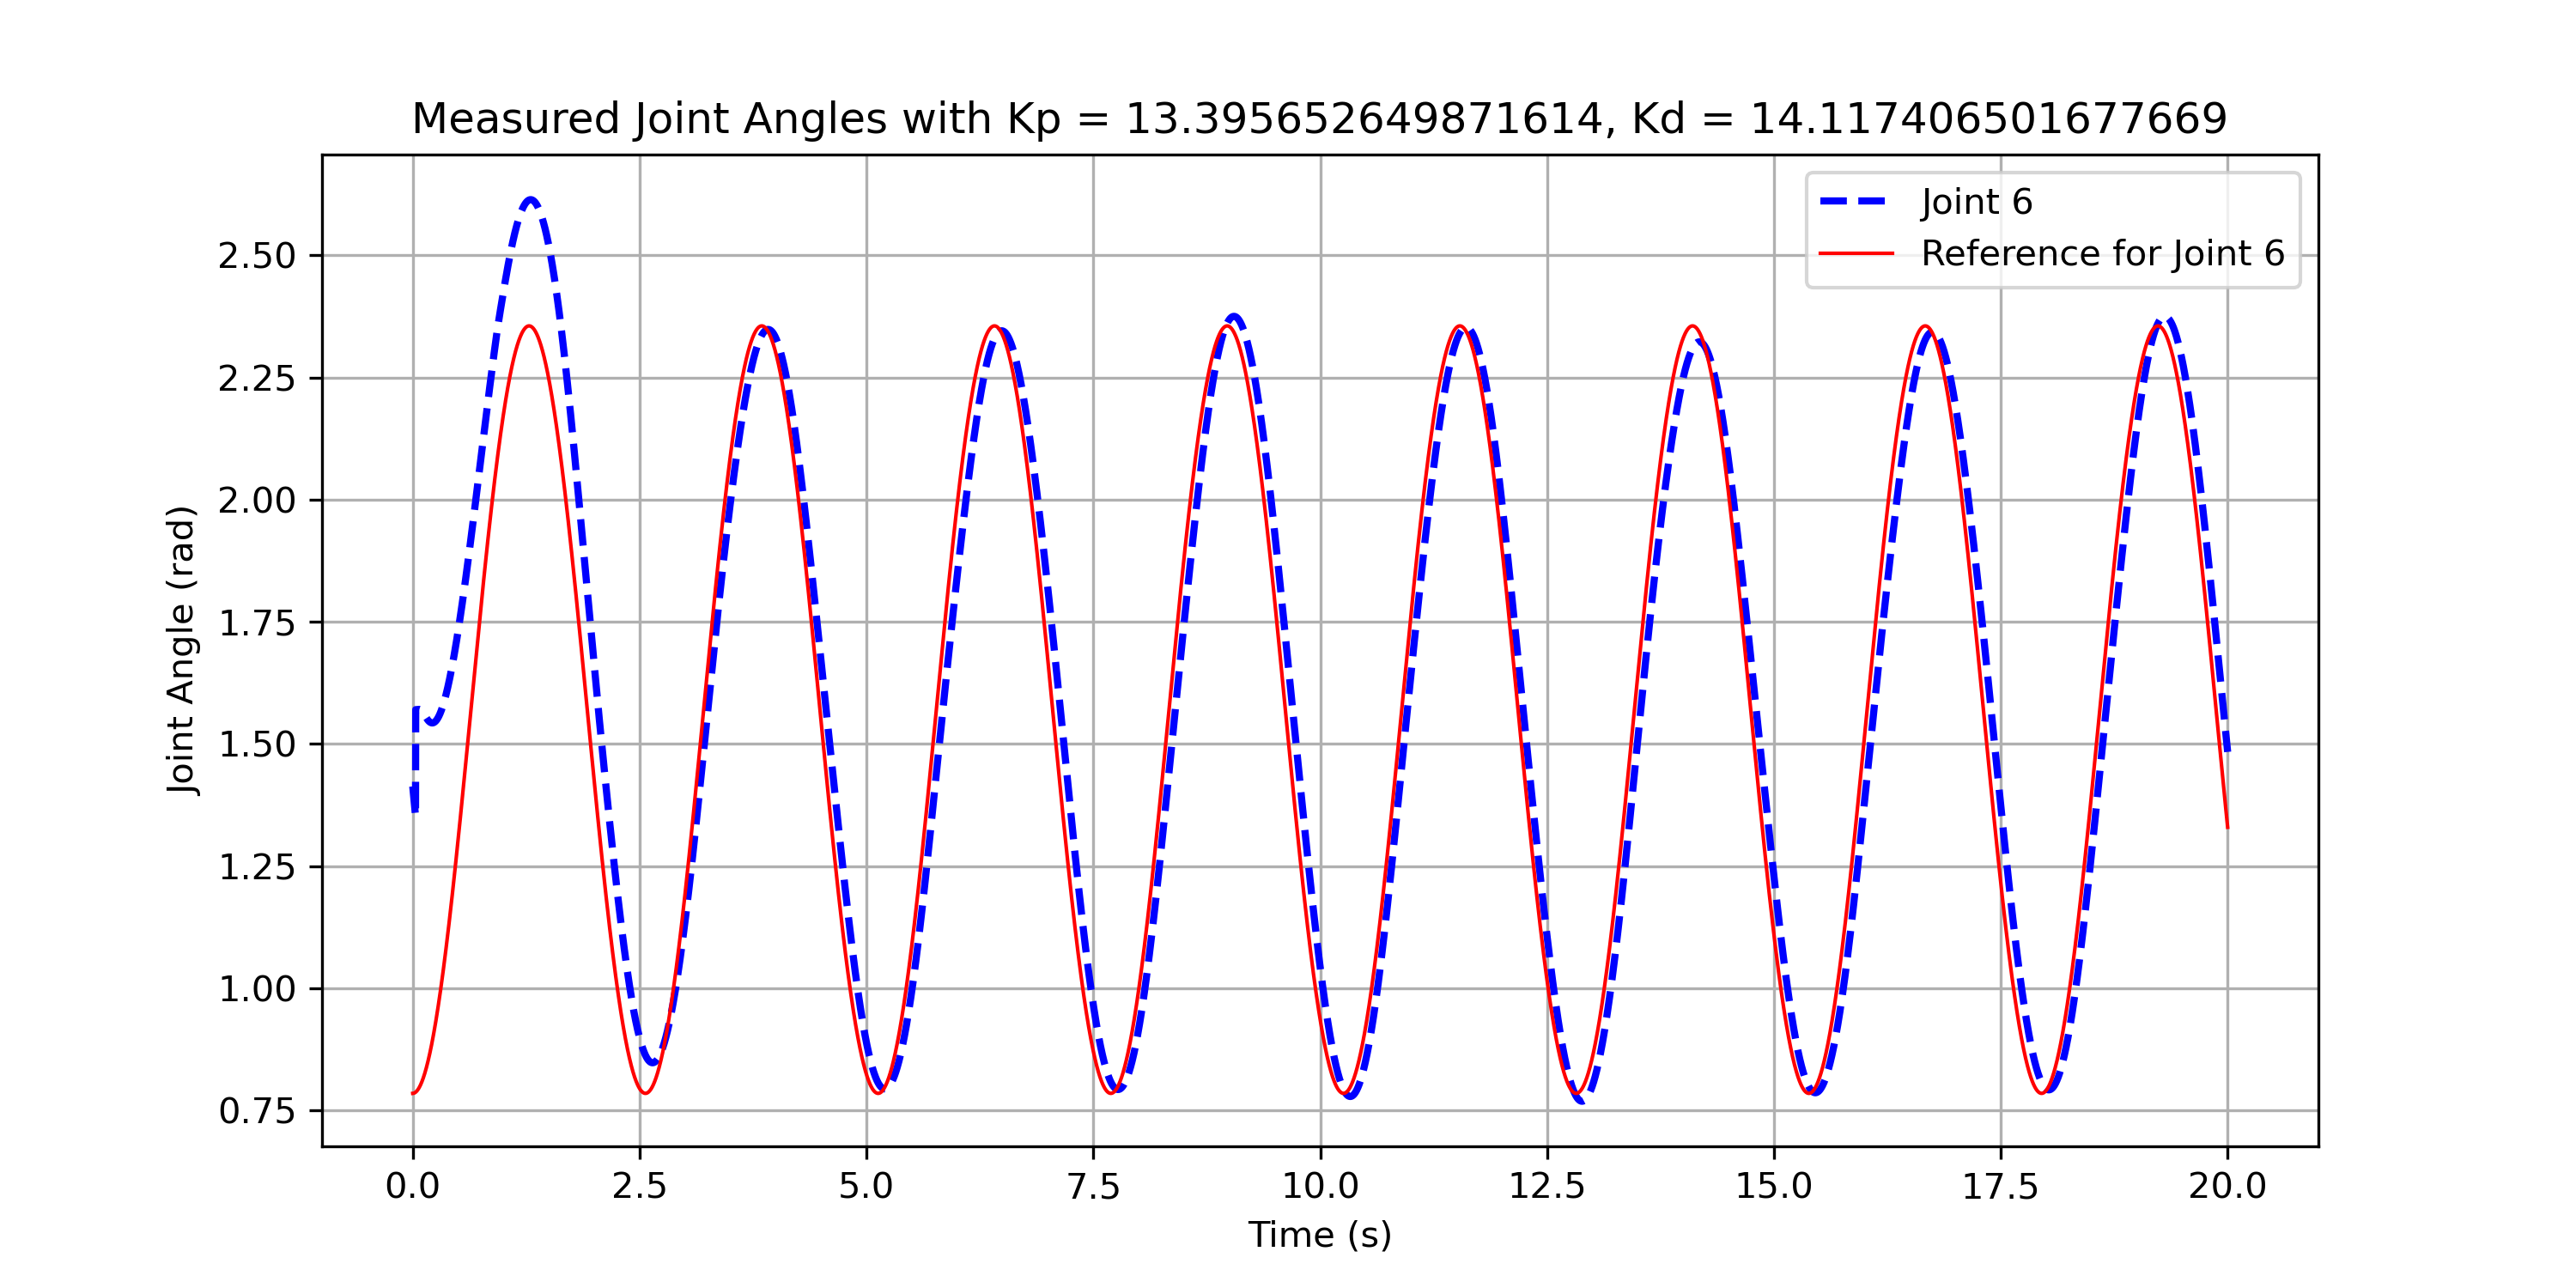 Measured Joint Angles with Kp = 13.395652649871614, Kd = 14.117406501677669
Joint 6
Reference for Joint 6
2.50
2.25
2.00
1.75
1.50
1.25
1.00
0.75
Joint Angle (rad)
0.0 2.5 5.0 7.5 10.0 12.5 15.0 17.5 20.0
Time (s)